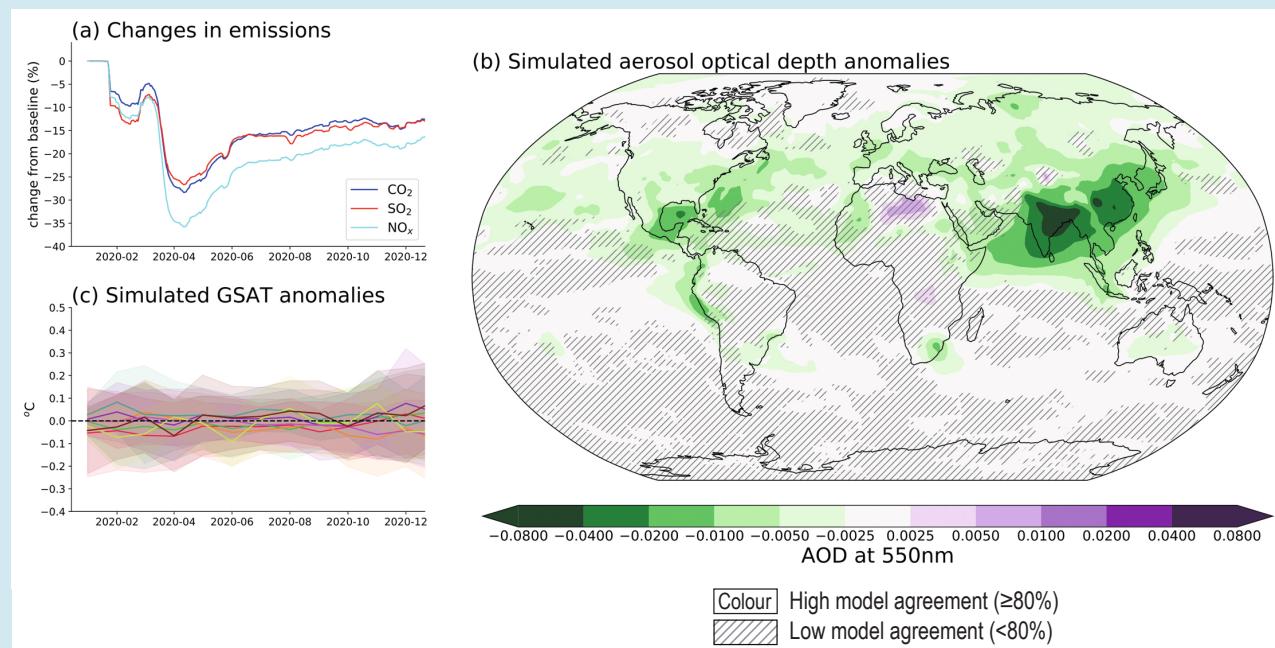 (a) Changes in emissions
change from baseline (%)
0
−5
−10
−15
−20
−25
−30
−35
−40
CO2
SO2
NOx
2020-02 2020-04 2020-06 2020-08 2020-10 2020-12
(b) Simulated aerosol optical depth anomalies
(c) Simulated GSAT anomalies
°C
0.5
0.4
0.3
0.2
0.1
0.0
−0.1
−0.2
−0.3
−0.4
2020-02 2020-04 2020-06 2020-08 2020-10 2020-12
−0.0800 −0.0400 −0.0200 −0.0100 −0.0050 −0.0025 0.0025 0.0050 0.0100 0.0200 0.0400 0.0800
AOD at 550nm
Colour High model agreement (≥80%)
Low model agreement (<80%)